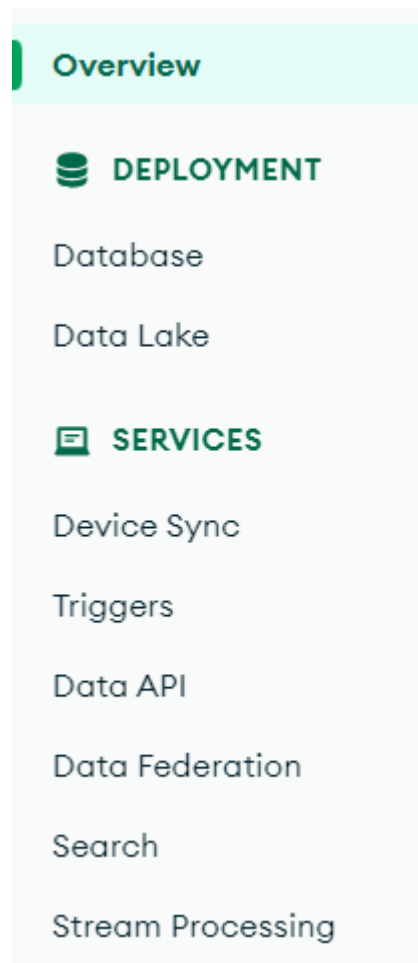 Overview
DEPLOYMENT
Database
Data Lake
SERVICES
Device Sync
Triggers
Data API
Data Federation
Search
Stream Processing